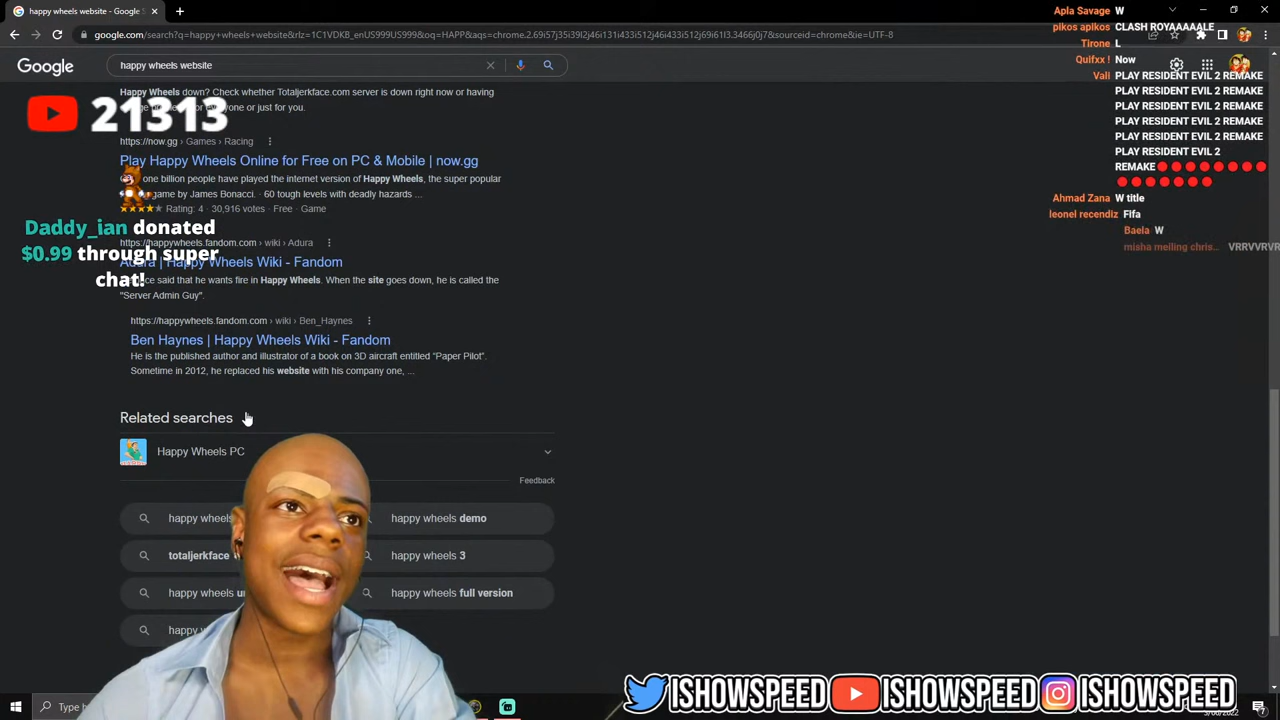 happy wheels website - Google S
google.com/search?q=happy+wheels+website&rlz=1C1VDKB_enUS999US999&oq=HAPP&aqs=chrome.2.69i57j35i39l2j46i131i433i512j46i433i512j46i433i512l3.3466j0j7&sourceid=chrome&ie=UTF-8
Google
happy wheels website
Happy Wheels down? Check whether Totaljerkface.com server is down right now or having
or everyone or just for you.
21313
https://now.gg › Games › Racing
Play Happy Wheels Online for Free on PC & Mobile | now.gg
one billion people have played the internet version of Happy Wheels, the super popular
game by James Bonacci. · 60 tough levels with deadly hazards ...
Rating: 4 · 30,916 votes · Free · Game
Daddy_ian donated
$0.99 through super
chat!
https://happywheels.fandom.com › wiki › Adura
Adura | Happy Wheels Wiki - Fandom
ce said that he wants fire in Happy Wheels. When the site goes down, he is called the
"Server Admin Guy".
https://happywheels.fandom.com › wiki › Ben_Haynes
Ben Haynes | Happy Wheels Wiki - Fandom
He is the published author and illustrator of a book on 3D aircraft entitled “Paper Pilot”.
Sometime in 2012, he replaced his website with his company one, ...
Related searches
Happy Wheels PC
Feedback
happy wheels
happy wheels demo
totaljerkface
happy wheels 3
happy wheels un
happy wheels full version
happy w
Type h
Apla Savage W
pikos apikos CLASH ROYAAAAALE
Tirone L
Quifxx ! Now
Vali PLAY RESIDENT EVIL 2 REMAKE
PLAY RESIDENT EVIL 2 REMAKE
PLAY RESIDENT EVIL 2 REMAKE
PLAY RESIDENT EVIL 2 REMAKE
PLAY RESIDENT EVIL 2 REMAKE
PLAY RESIDENT EVIL 2
REMAKE
Ahmad Zana W title
leonel recendiz Fifa
Baela W
misha meiling chris.. VRRVVRVR
ISHOWSPEED ISHOWSPEED ISHOWSPEED